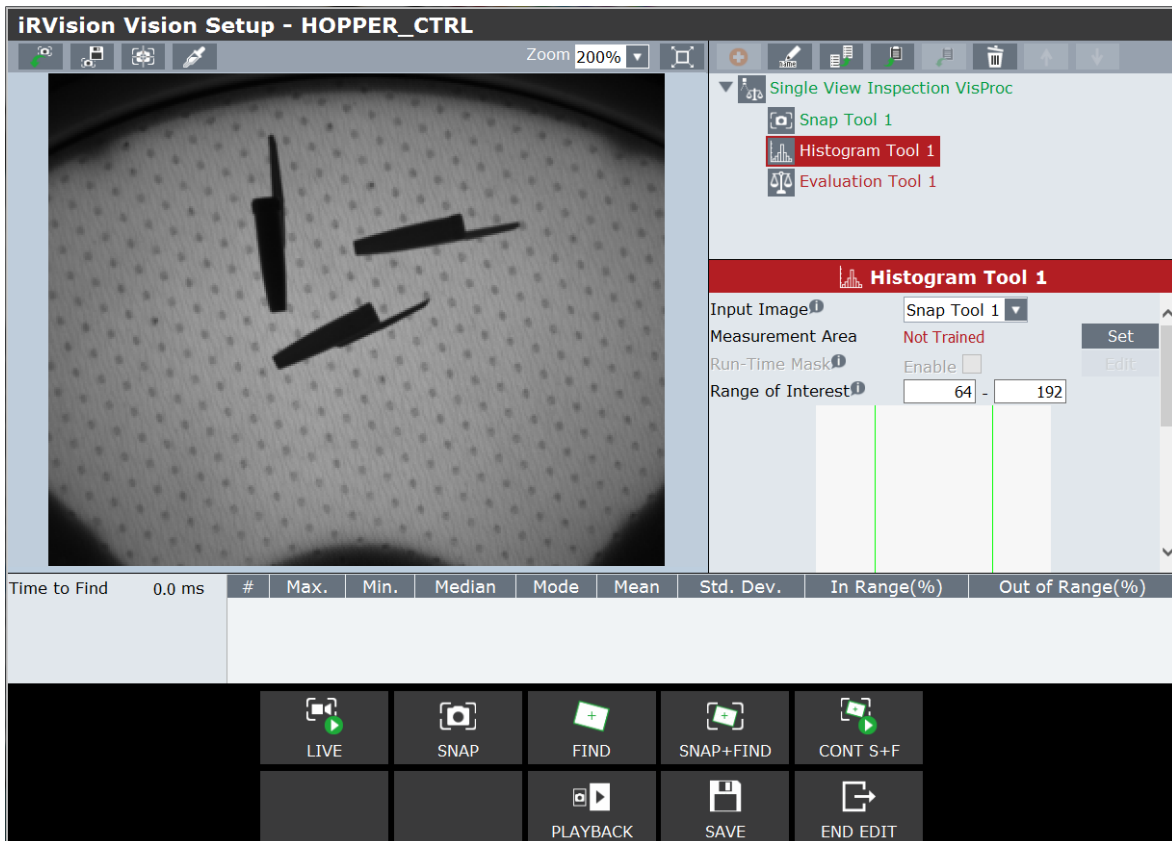 iRVision Vision Setup - HOPPER_CTRL
Zoom 200%
Single View Inspection VisProc
Snap Tool 1
Histogram Tool 1
Evaluation Tool 1
Histogram Tool 1
Input Image Snap Tool 1
Measurement Area Not Trained Set
Run-Time Mask Enable Edit
Range of Interest 64 - 192
Time to Find 0.0 ms # Max. Min. Median Mode Mean Std. Dev. In Range(%) Out of Range(%)
LIVE SNAP FIND SNAP+FIND CONT S+F
PLAYBACK SAVE END EDIT